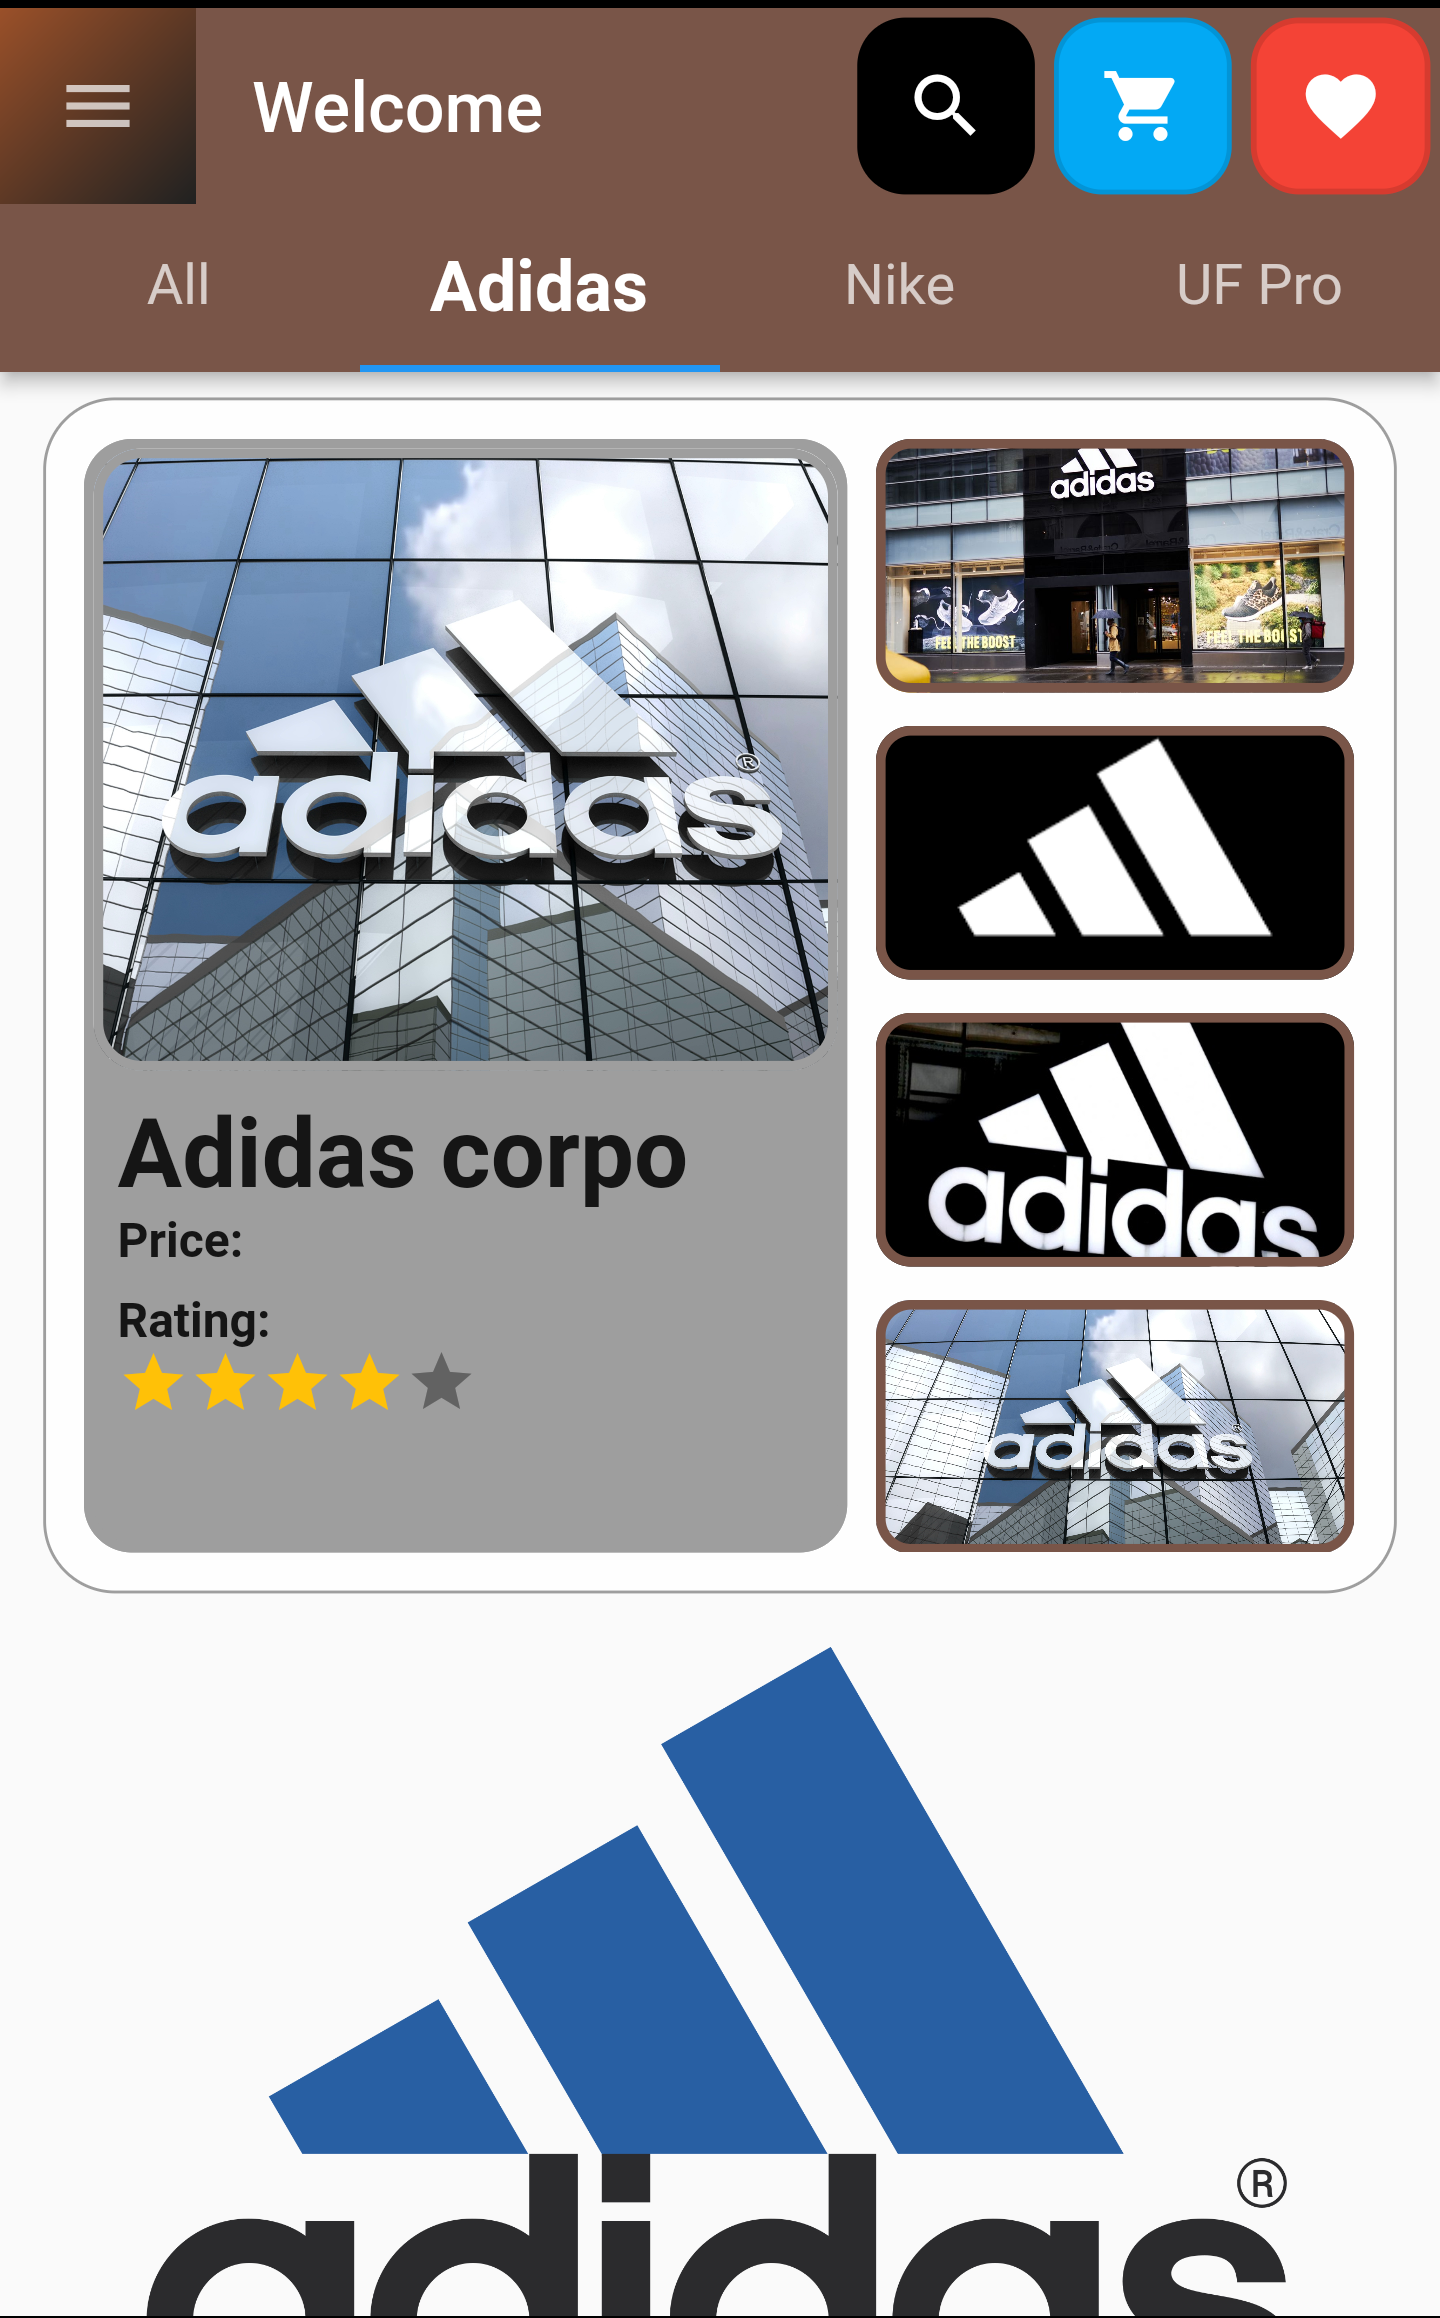 Welcome
All
Adidas
Nike
UF Pro
adidas
®
adidas
FEEL THE BOOST
FEEL THE BOOST
adidas
adidas
Adidas corpo
Price:
Rating:
adidas
®